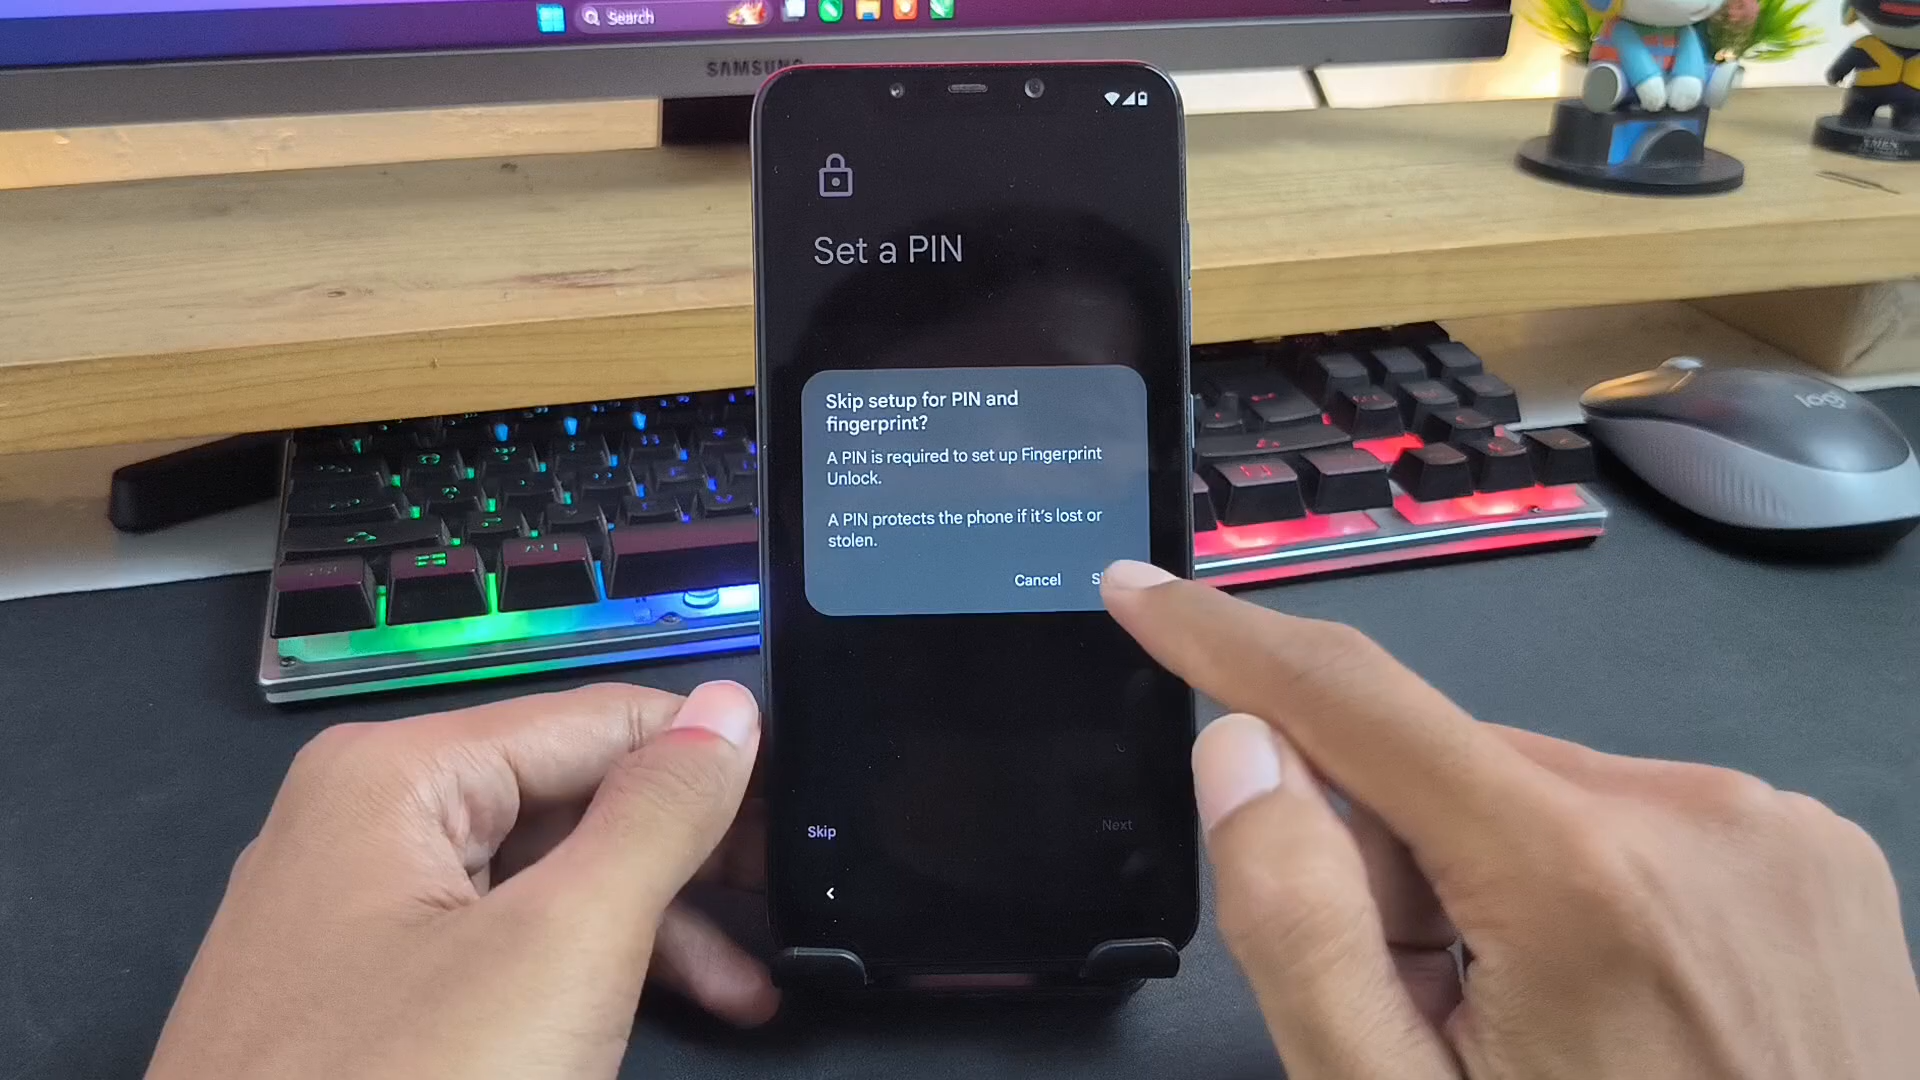 Search
SAMSUNG
Set a PIN
Skip setup for PIN and
fingerprint?
A PIN is required to set up Fingerprint
Unlock.
A PIN protects the phone if it's lost or
stolen.
Cancel
Skip
Next
logi